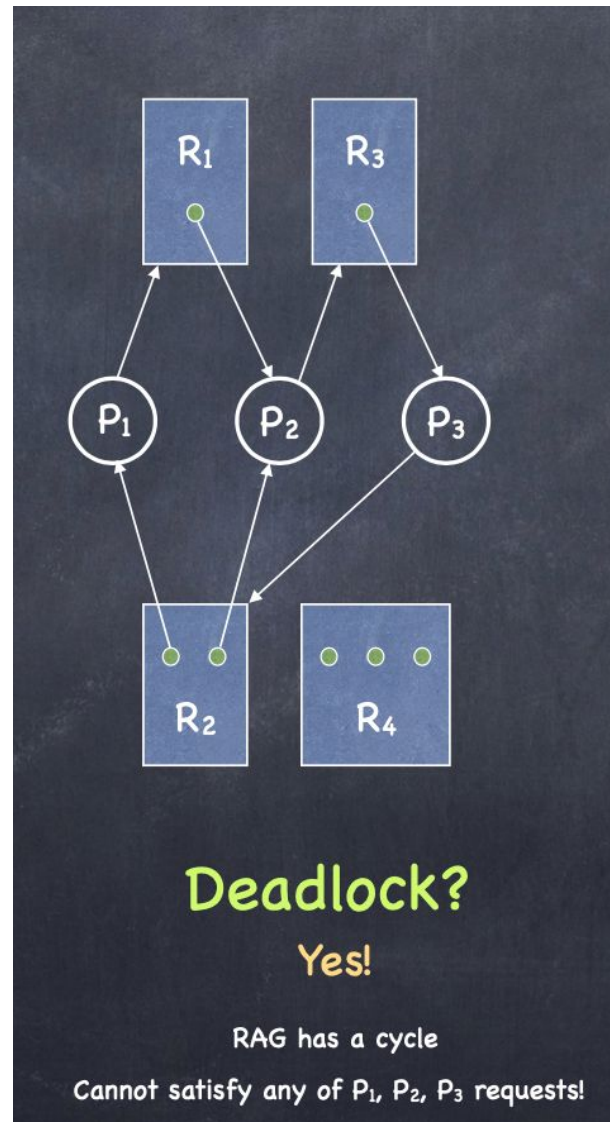 R₁ R₃
P₁ P₂ P₃
R₂ R₄
Deadlock?
Yes!
RAG has a cycle
Cannot satisfy any of P₁, P₂, P₃ requests!